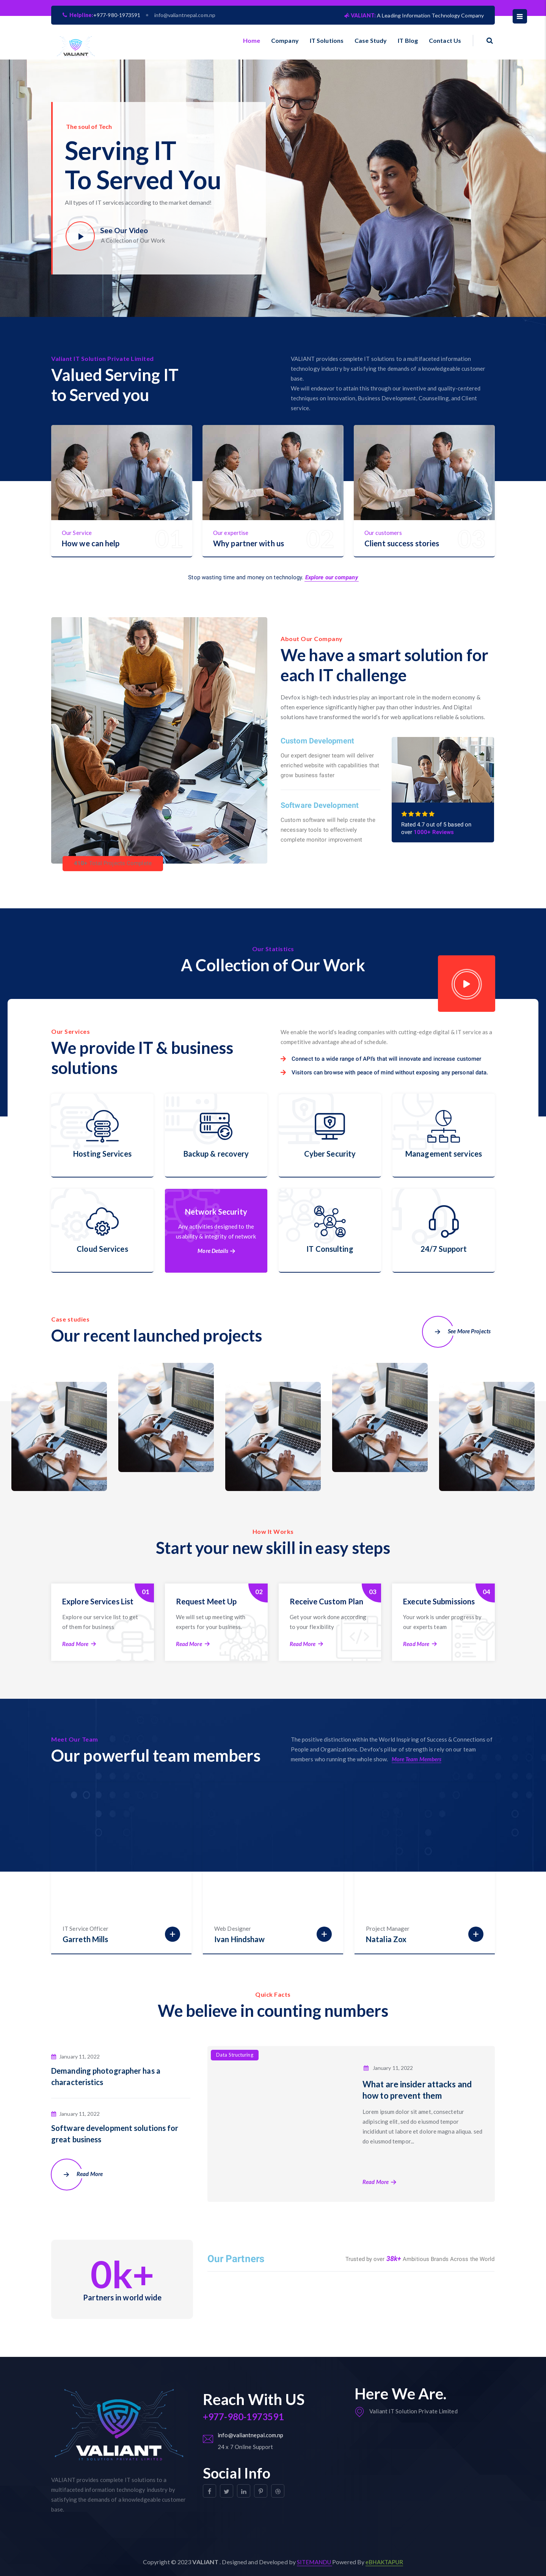 Helpline: +977-980-1973591
info@valiantnepal.com.np
VALIANT: A Leading Information Technology Company
VALIANT
Home
Company
IT Solutions
Case Study
IT Blog
Contact Us
The soul of Tech
Serving IT
To Served You
All types of IT services according to the market demand!
See Our Video
A Collection of Our Work
Valiant IT Solution Private Limited
Valued Serving IT
to Served you
VALIANT provides complete IT solutions to a multifaceted information
technology industry by satisfying the demands of a knowledgeable customer
base.
We will endeavor to attain this through our inventive and quality-centered
techniques on Innovation, Business Development, Counselling, and Client
service.
Our Service
How we can help
Our expertise
Why partner with us
Our customers
Client success stories
Stop wasting time and money on technology. Explore our company
About Our Company
We have a smart solution for
each IT challenge
Devfox is high-tech industries play an important role in the modern economy &
often experience significantly higher pay than other industries. And Digital
solutions have transformed the world's for web applications reliable & solutions.
Custom Development
Our expert designer team will deliver
enriched website with capabilities that
grow business faster
Software Development
Custom software will help create the
necessary tools to effectively
complete monitor improvement
Rated 4.7 out of 5 based on
over 1000+ Reviews
Our Statistics
A Collection of Our Work
Our Services
We provide IT & business
solutions
We enable the world's leading companies with cutting-edge digital & IT service as a
competitive advantage ahead of schedule.
Connect to a wide range of API's that will innovate and increase customer
Visitors can browse with peace of mind without exposing any personal data.
Hosting Services
Backup & recovery
Cyber Security
Management services
Cloud Services
Network Security
Any activities designed to the
usability & integrity of network
More Details
IT Consulting
24/7 Support
Case studies
Our recent launched projects
See More Projects
How It Works
Start your new skill in easy steps
01
Explore Services List
Explore our service list to get
of them for business
Read More
02
Request Meet Up
We will set up meeting with
experts for your business.
Read More
03
Receive Custom Plan
Get your work done according
to your flexibility
Read More
04
Execute Submissions
Your work is under progress by
our experts team
Read More
Meet Our Team
Our powerful team members
The positive distinction within the World Inspiring of Success & Connections of
People and Organizations. Devfox's pillar of strength is rely on our team
members who running the whole show. More Team Members
IT Service Officer
Garreth Mills
Web Designer
Ivan Hindshaw
Project Manager
Natalia Zox
Quick Facts
We believe in counting numbers
January 11, 2022
Demanding photographer has a
characteristics
January 11, 2022
Software development solutions for
great business
Read More
Data Structuring
January 11, 2022
What are insider attacks and
how to prevent them
Lorem ipsum dolor sit amet, consectetur
adipiscing elit, sed do eiusmod tempor
incididunt ut labore et dolore magna aliqua. sed
do eiusmod tempor...
Read More
0k+
Partners in world wide
Our Partners
Trusted by over 38k+ Ambitious Brands Across the World
VALIANT
VALIANT provides complete IT solutions to a
multifaceted information technology industry by
satisfying the demands of a knowledgeable customer
base.
Reach With US
+977-980-1973591
info@valiantnepal.com.np
24 x 7 Online Support
Social Info
Here We Are.
Valiant IT Solution Private Limited
Copyright © 2023 VALIANT . Designed and Developed by SITEMANDU Powered By eBHAKTAPUR